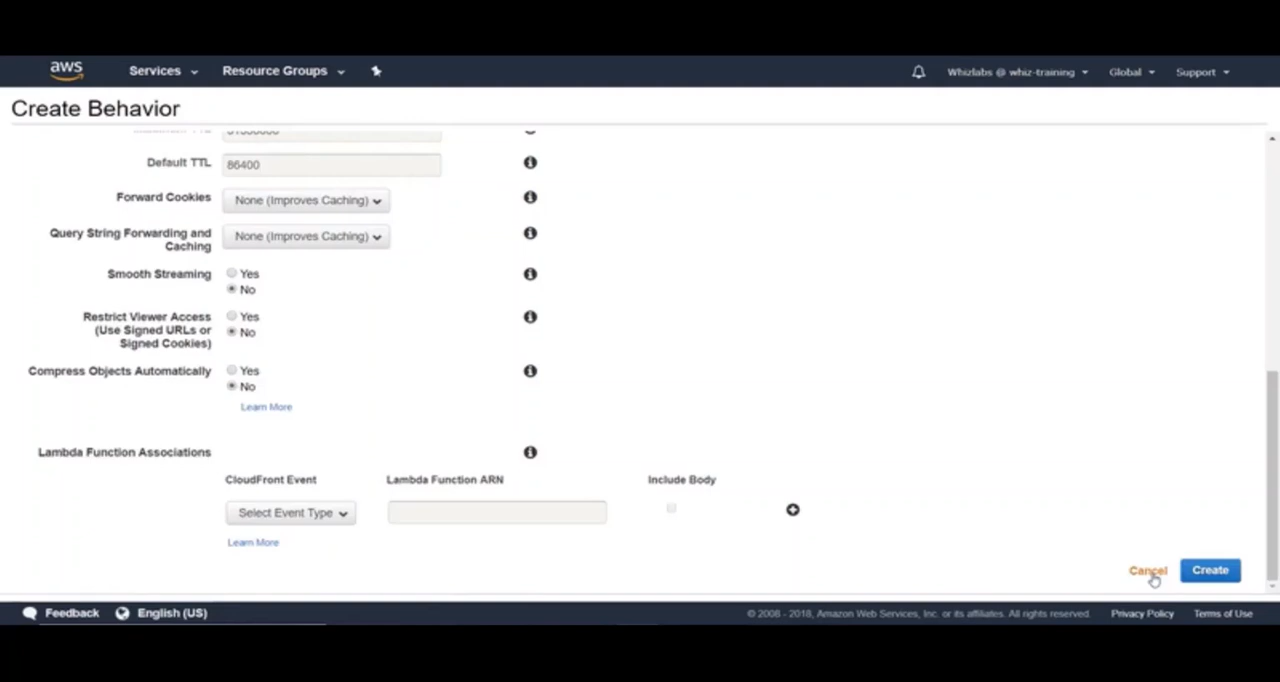 aws Services Resource Groups Whizlabs @ whiz-training Global Support
Create Behavior
Default TTL 86400
Forward Cookies None (Improves Caching)
Query String Forwarding and
Caching
None (Improves Caching)
Smooth Streaming Yes
No
Restrict Viewer Access
(Use Signed URLs or
Signed Cookies)
Yes
No
Compress Objects Automatically Yes
No
Learn More
Lambda Function Associations
CloudFront Event Lambda Function ARN Include Body
Select Event Type
Learn More
Cancel Create
Feedback English (US) © 2008 - 2018, Amazon Web Services, Inc. or its affiliates. All rights reserved. Privacy Policy Terms of Use